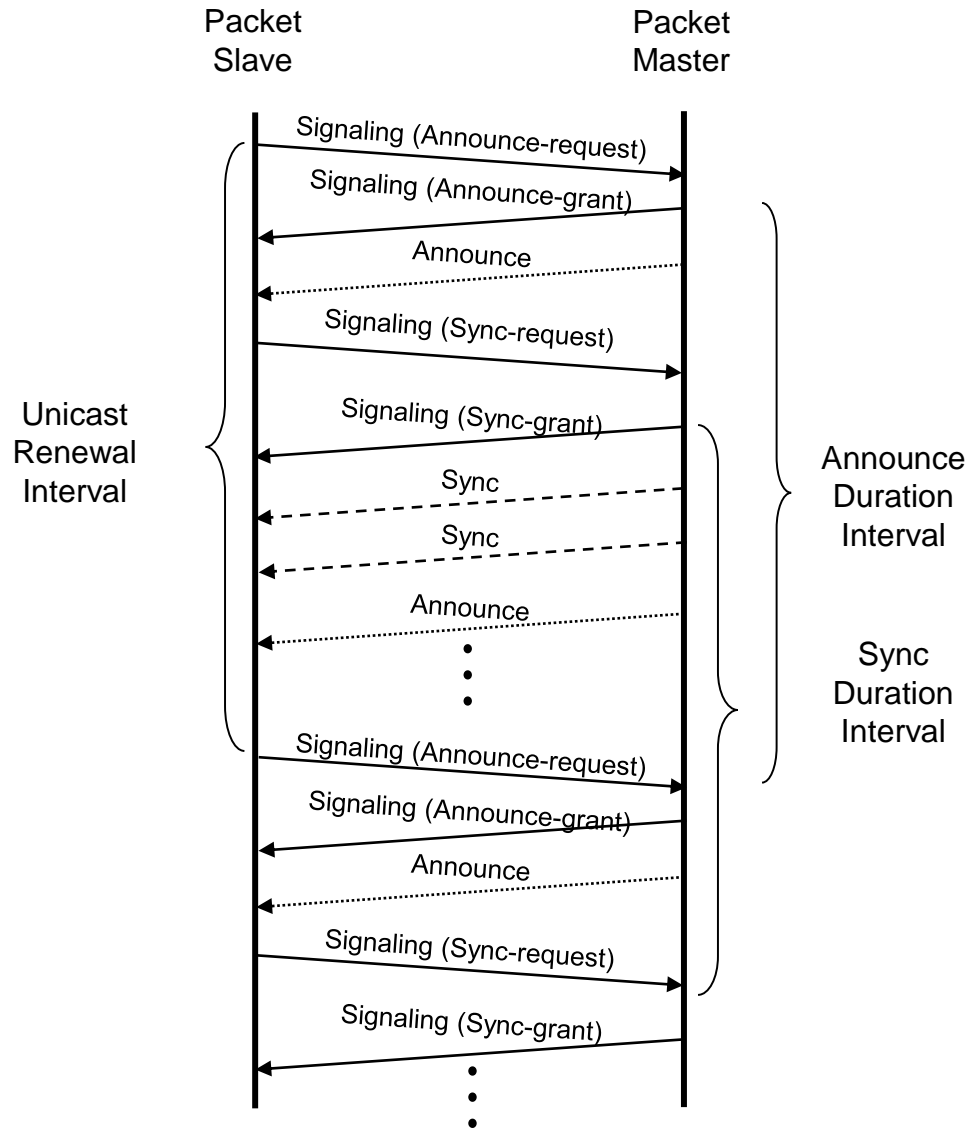 Packet
Slave
Packet
Master
Signaling (Announce-request)
Signaling (Announce-grant)
Announce
Signaling (Sync-request)
Signaling (Sync-grant)
Sync
Sync
Announce
Unicast
Renewal
Interval
Announce
Duration
Interval
Sync
Duration
Interval
Signaling (Announce-request)
Signaling (Announce-grant)
Announce
Signaling (Sync-request)
Signaling (Sync-grant)